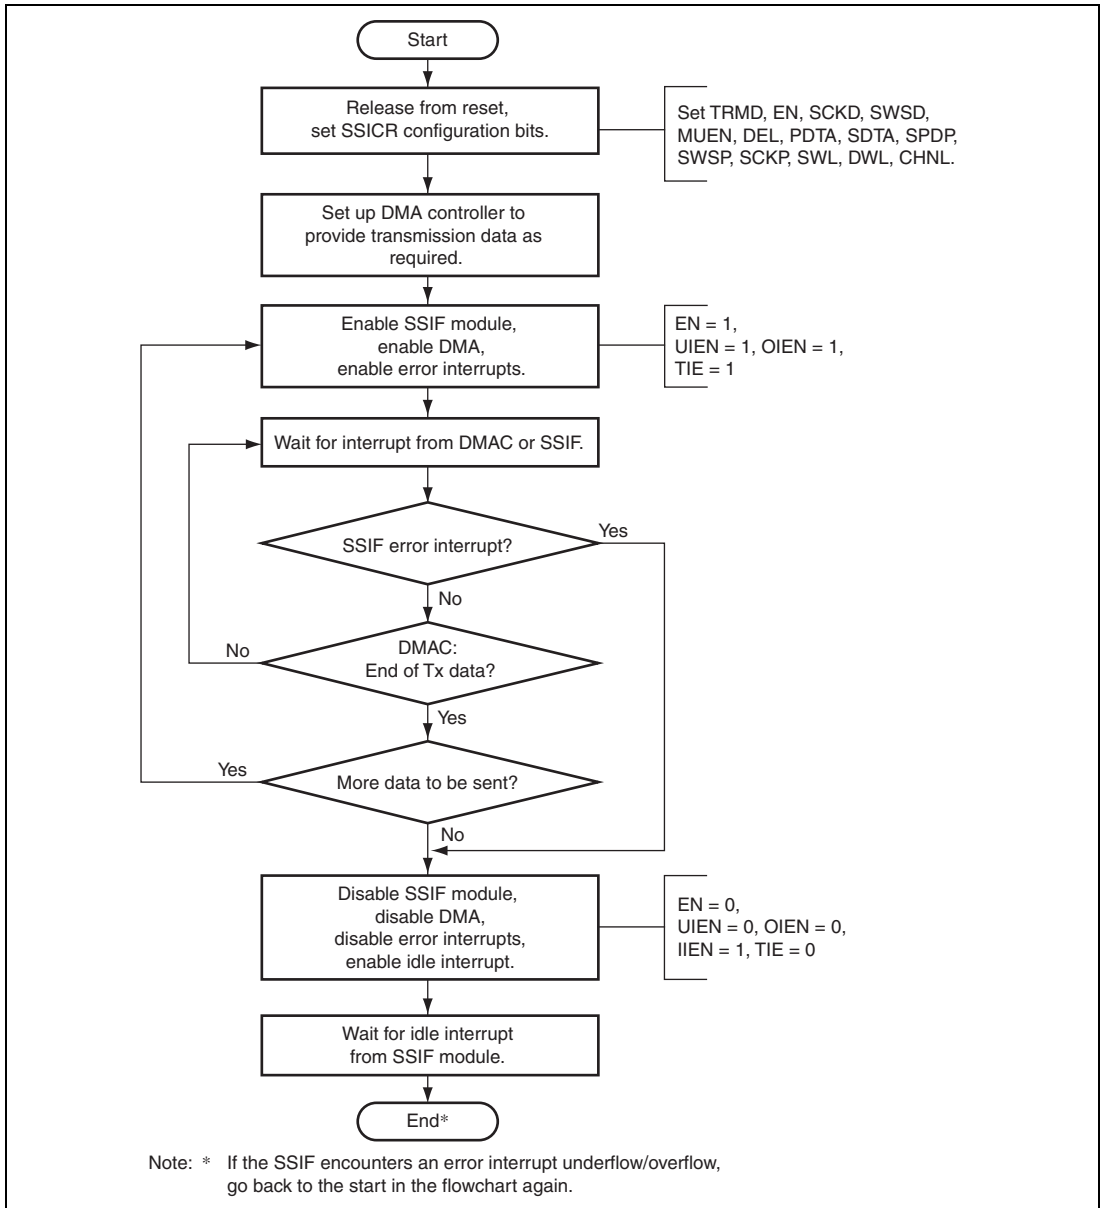 Start
Release from reset,
set SSICR configuration bits.
Set TRMD, EN, SCKD, SWSD,
MUEN, DEL, PDTA, SDTA, SPDP,
SWSP, SCKP, SWL, DWL, CHNL.
Set up DMA controller to
provide transmission data as
required.
Enable SSIF module,
enable DMA,
enable error interrupts.
EN = 1,
UIEN = 1, OIEN = 1,
TIE = 1
Wait for interrupt from DMAC or SSIF.
SSIF error interrupt?
Yes
No
DMAC:
End of Tx data?
No
Yes
More data to be sent?
Yes
No
Disable SSIF module,
disable DMA,
disable error interrupts,
enable idle interrupt.
EN = 0,
UIEN = 0, OIEN = 0,
IIEN = 1, TIE = 0
Wait for idle interrupt
from SSIF module.
End*
Note: * If the SSIF encounters an error interrupt underflow/overflow,
go back to the start in the flowchart again.